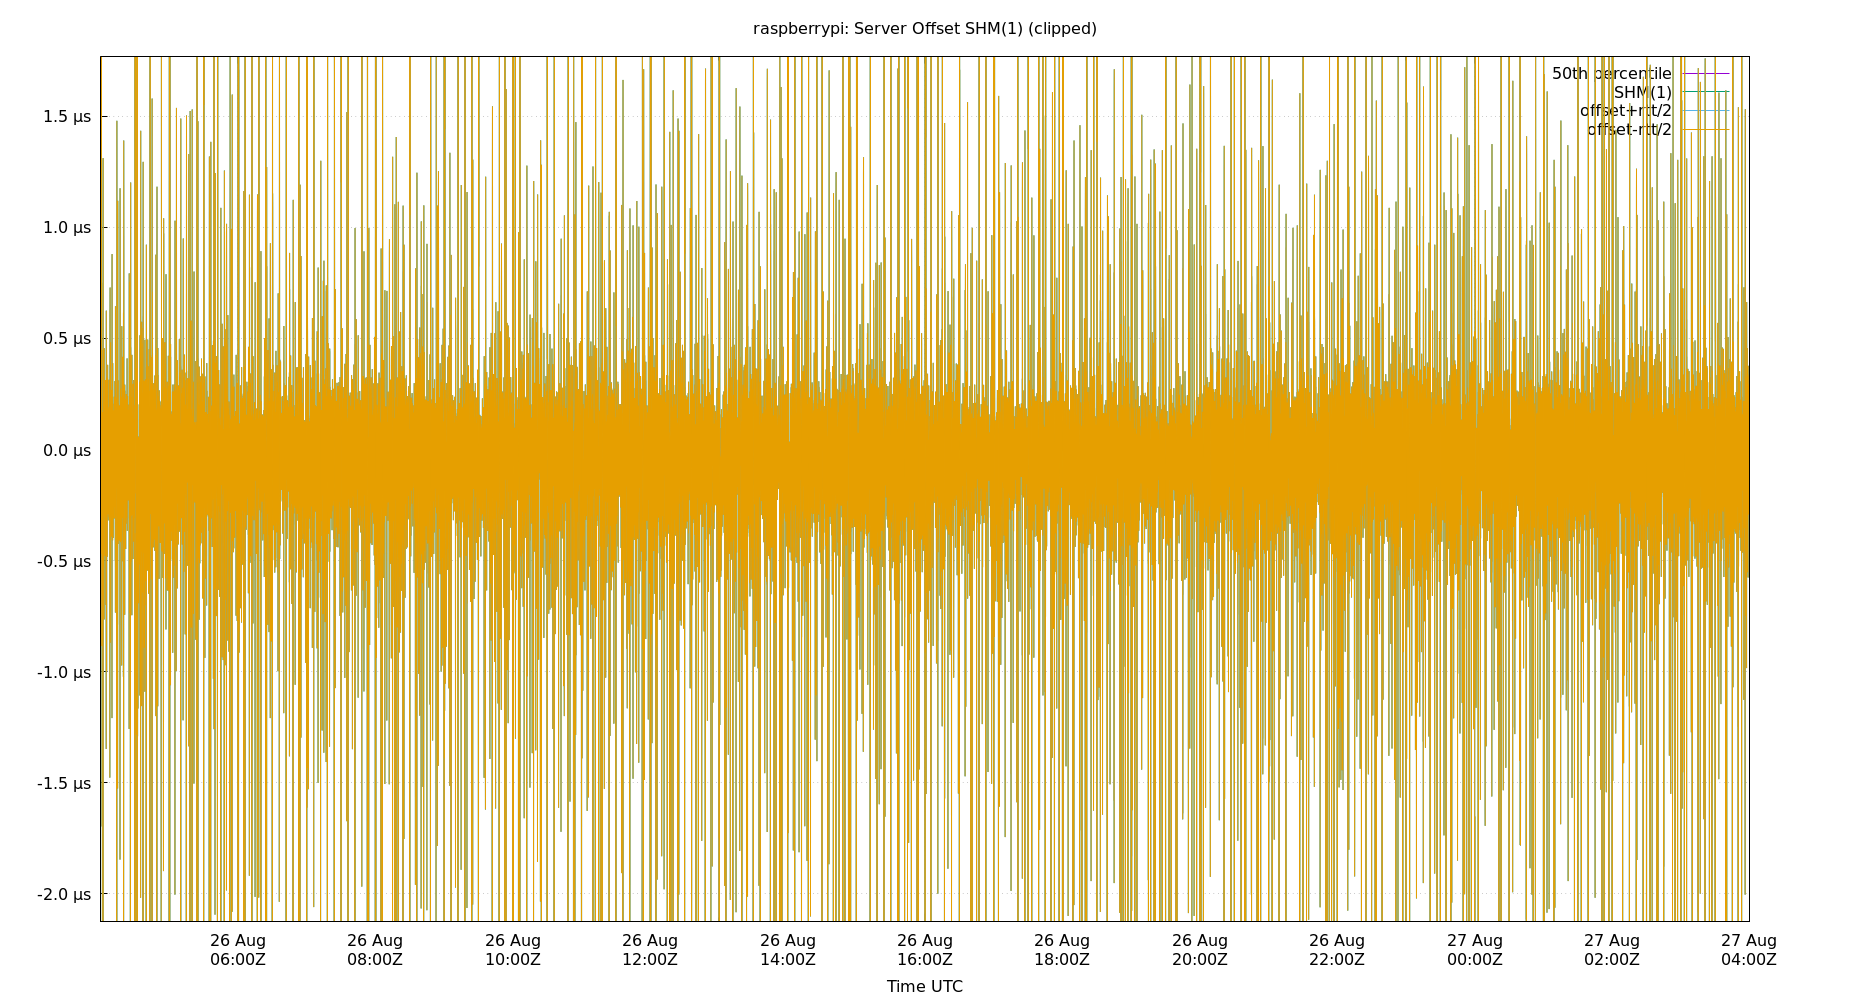 raspberrypi: Server Offset SHM(1) (clipped)
50th percentile
SHM(1)
offset+rtt/2
offset-rtt/2
1.5 µs
1.0 µs
0.5 µs
0.0 µs
-0.5 µs
-1.0 µs
-1.5 µs
-2.0 µs
26 Aug 26 Aug 26 Aug 26 Aug 26 Aug 26 Aug 26 Aug 26 Aug 26 Aug 27 Aug 27 Aug 27 Aug
06:00Z 08:00Z 10:00Z 12:00Z 14:00Z 16:00Z 18:00Z 20:00Z 22:00Z 00:00Z 02:00Z 04:00Z
Time UTC